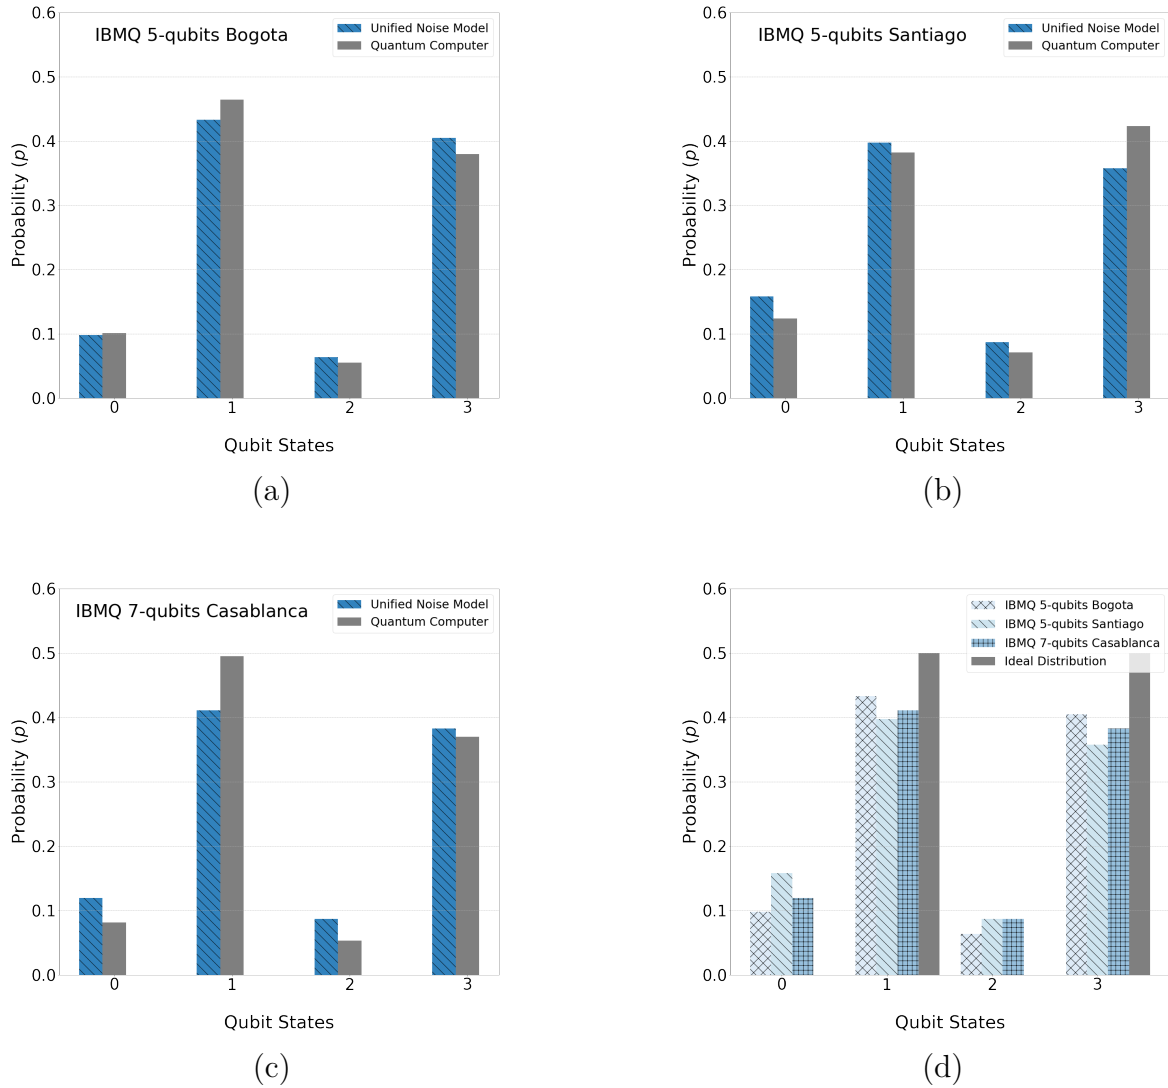 IBMQ 5-qubits Bogota
Unified Noise Model
Quantum Computer
0.6
0.5
0.4
0.3
0.2
0.1
0.0
Probability (p)
0 1 2 3
Qubit States
(a)
IBMQ 5-qubits Santiago
Unified Noise Model
Quantum Computer
0.6
0.5
0.4
0.3
0.2
0.1
0.0
Probability (p)
0 1 2 3
Qubit States
(b)
IBMQ 7-qubits Casablanca
Unified Noise Model
Quantum Computer
0.6
0.5
0.4
0.3
0.2
0.1
0.0
Probability (p)
0 1 2 3
Qubit States
(c)
IBMQ 5-qubits Bogota
IBMQ 5-qubits Santiago
IBMQ 7-qubits Casablanca
Ideal Distribution
0.6
0.5
0.4
0.3
0.2
0.1
0.0
Probability (p)
0 1 2 3
Qubit States
(d)